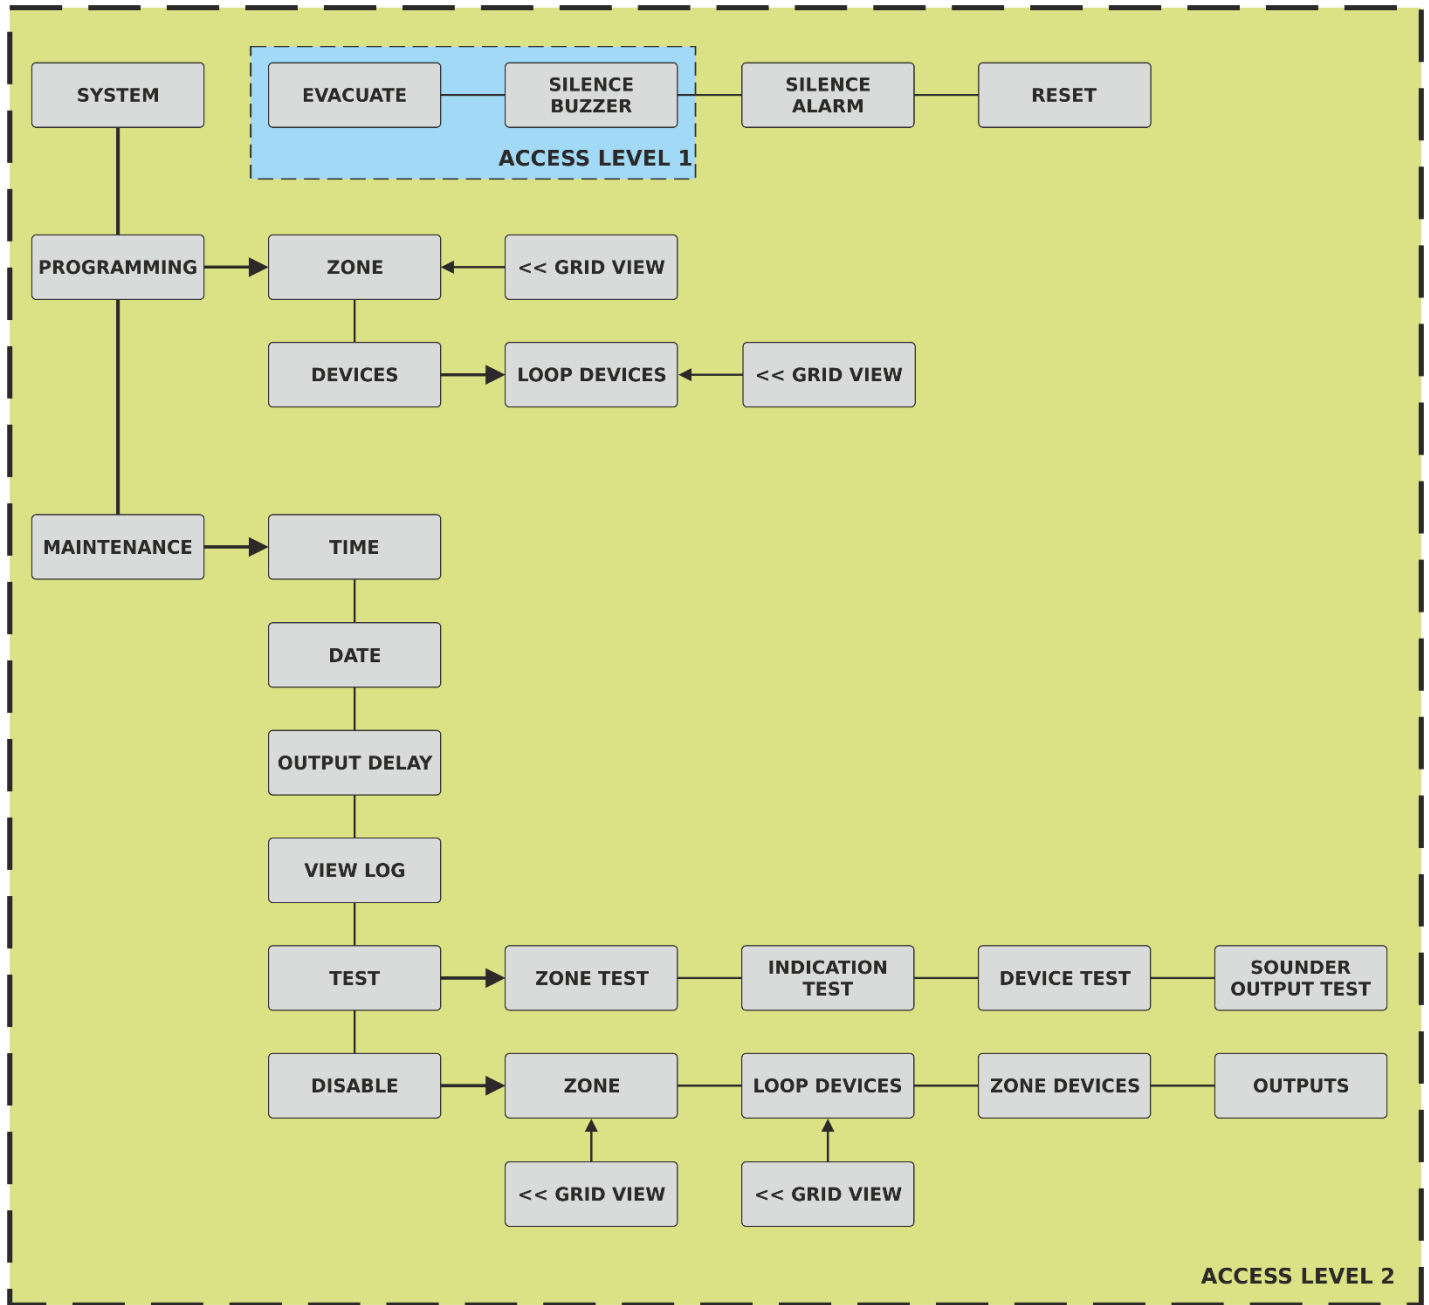 SYSTEM
EVACUATE
SILENCE
BUZZER
SILENCE
ALARM
RESET
ACCESS LEVEL 1
PROGRAMMING
ZONE
<< GRID VIEW
DEVICES
LOOP DEVICES
<< GRID VIEW
MAINTENANCE
TIME
DATE
OUTPUT DELAY
VIEW LOG
TEST
ZONE TEST
INDICATION
TEST
DEVICE TEST
SOUNDER
OUTPUT TEST
DISABLE
ZONE
LOOP DEVICES
ZONE DEVICES
OUTPUTS
<< GRID VIEW
<< GRID VIEW
ACCESS LEVEL 2